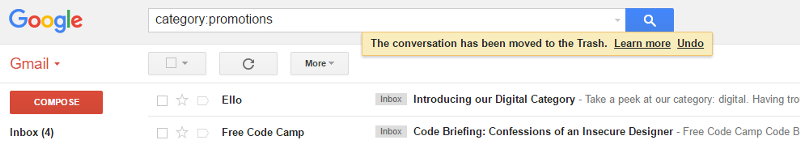 Google
category:promotions
The conversation has been moved to the Trash. Learn more Undo
Gmail
More
COMPOSE
Ello Inbox Introducing our Digital Category - Take a peek at our category: digital. Having tro
Inbox (4)
Free Code Camp Inbox Code Briefing: Confessions of an Insecure Designer - Free Code Camp Code B